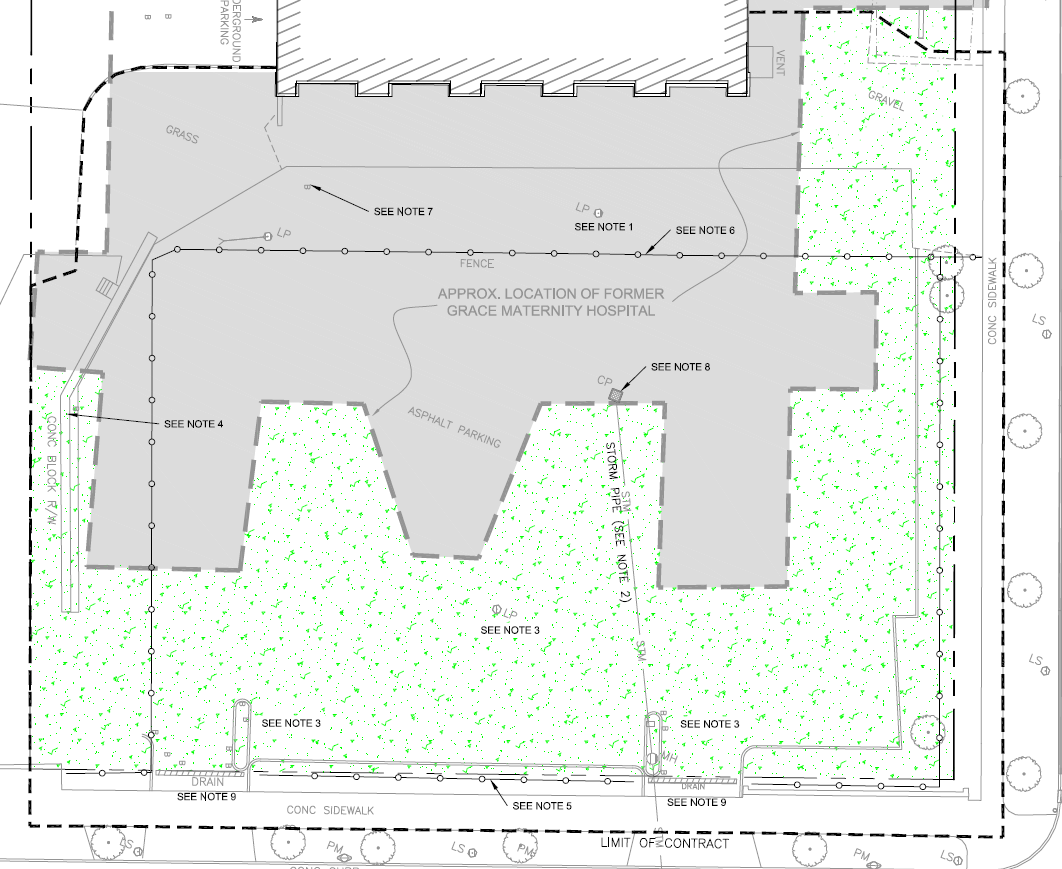 DERGROUND
PARKING
VENT
GRAVEL
GRASS
SEE NOTE 7
LP
SEE NOTE 1
SEE NOTE 6
LP
FENCE
CONC SIDEWALK
APPROX. LOCATION OF FORMER
GRACE MATERNITY HOSPITAL
LS
SEE NOTE 8
CP
ASPHALT PARKING
SEE NOTE 4
CONC BLOCK R/W
STORM PIPE (SEE NOTE 2)
STM
LP
SEE NOTE 3
STM
LS
SEE NOTE 3
SEE NOTE 3
MH
DRAIN
DRAIN
SEE NOTE 9
SEE NOTE 5
SEE NOTE 9
CONC SIDEWALK
STM
LIMIT OF CONTRACT
LS
PM
LS
PM
PM
LS
CONC CURB